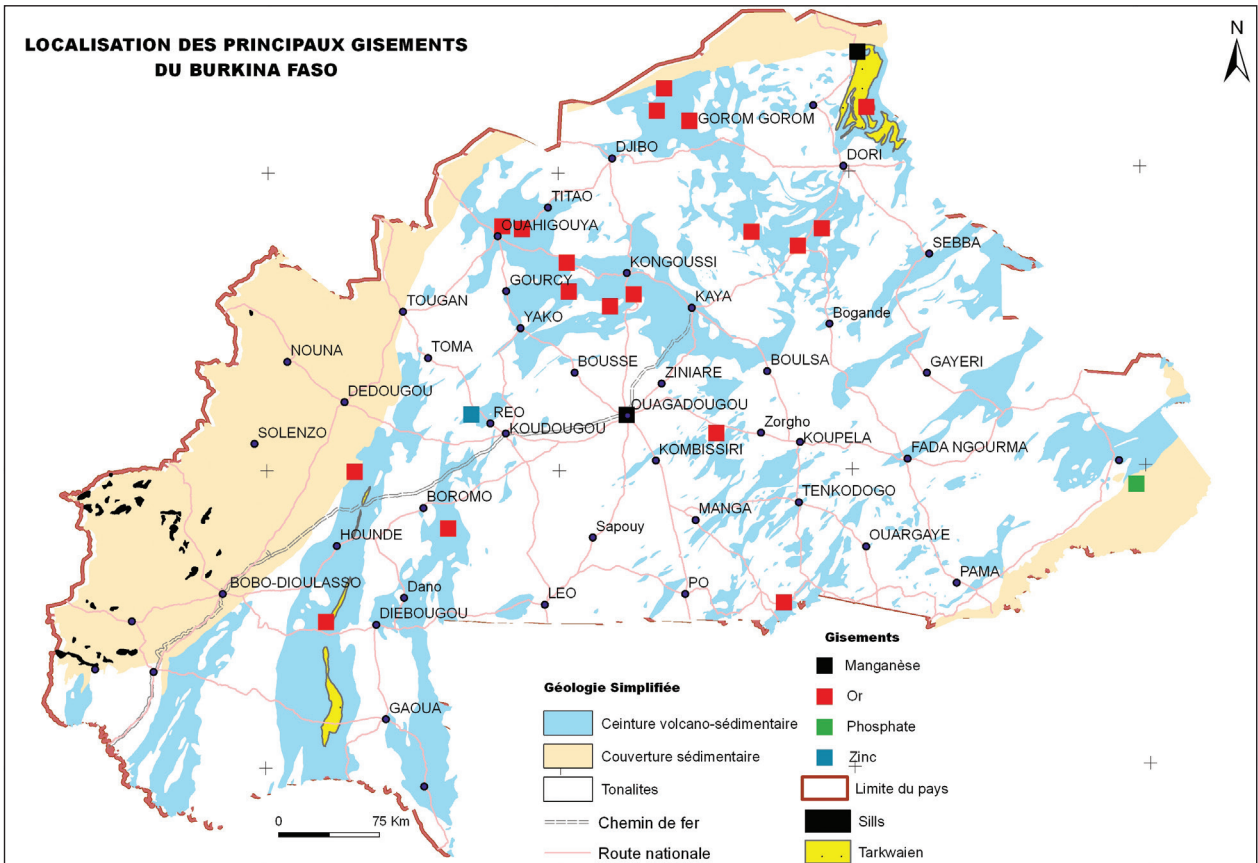 LOCALISATION DES PRINCIPAUX GISEMENTS
DU BURKINA FASO
N
GOROM GOROM
DJIBO
DORI
TITAO
OUAHIGOUYA
SEBBA
KONGOUSSI
GOURCY
KAYA
TOUGAN
YAKO
Bogande
TOMA
NOUNA
BOUSSE
BOULSA
GAYERI
ZINIARE
DEDOUGOU
OUAGADOUGOU
REO
KOUDOUGOU
Zorgho
SOLENZO
KOUPELA
KOMBISSIRI
FADA NGOURMA
BOROMO
TENKODOGO
MANGA
Sapouy
HOUNDE
OUARGAYE
BOBO-DIOULASSO
Dano
LEO
PO
PAMA
DIEBOUGOU
GAOUA
0 75 Km
Géologie Simplifiée
Ceinture volcano-sédimentaire
Couverture sédimentaire
Tonalites
Chemin de fer
Route nationale
Gisements
Manganèse
Or
Phosphate
Zinc
Limite du pays
Sills
Tarkwaien